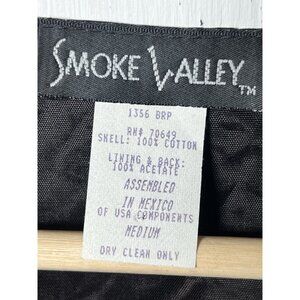 SMOKE VALLEY™
1356 BRP
RN# 70649
SHELL: 100% COTTON
LINING & BACK:
100% ACETATE
ASSEMBLED
IN MEXICO
OF USA COMPONENTS
MEDIUM
DRY CLEAN ONLY